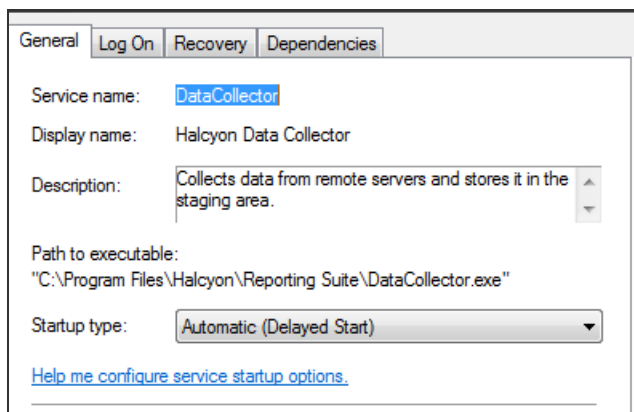 General Log On Recovery Dependencies
Service name: DataCollector
Display name: Halcyon Data Collector
Description: Collects data from remote servers and stores it in the
staging area.
Path to executable:
"C:\Program Files\Halcyon\Reporting Suite\DataCollector.exe"
Startup type: Automatic (Delayed Start)
Help me configure service startup options.